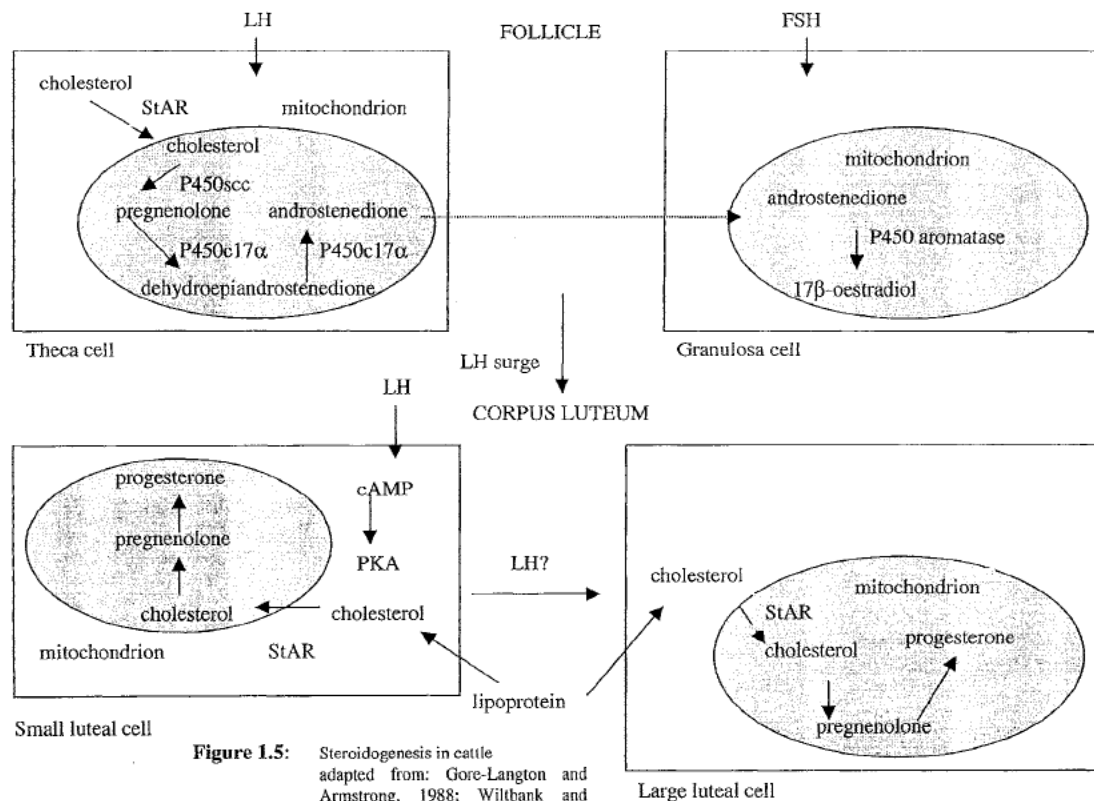 LH
FOLLICLE
FSH
cholesterol
StAR
mitochondrion
cholesterol
P450scc
pregnenolone
androstenedione
P450c17α
P450c17α
dehydroepiandrostenedione
Theca cell
mitochondrion
androstenedione
P450 aromatase
17β-oestradiol
Granulosa cell
LH surge
CORPUS LUTEUM
LH
progesterone
cAMP
pregnenolone
PKA
cholesterol
cholesterol
mitochondrion
StAR
Small luteal cell
LH?
lipoprotein
cholesterol
mitochondrion
StAR
cholesterol
progesterone
pregnenolone
Large luteal cell
Figure 1.5: Steroidogenesis in cattle
adapted from: Gore-Langton and
Armstrong, 1988; Wiltbank and